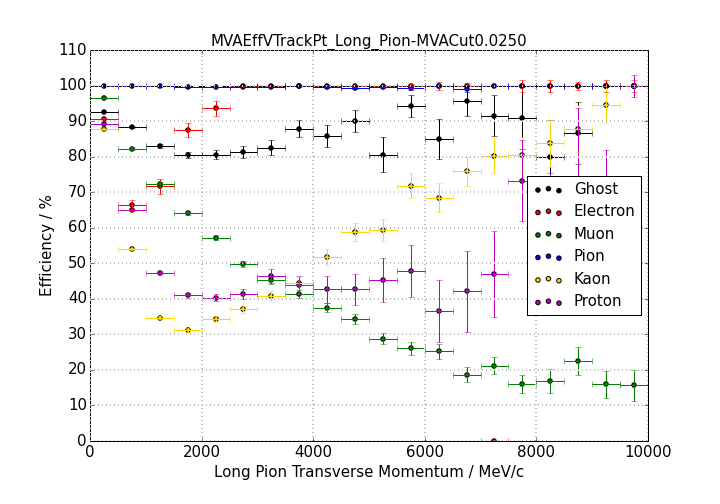 MVAEffVTrackPt_Long_Pion-MVACut0.0250
110
100
90
80
70
60
50
40
30
20
10
0
Efficiency / %
Ghost
Electron
Muon
Pion
Kaon
Proton
0 2000 4000 6000 8000 10000
Long Pion Transverse Momentum / MeV/c